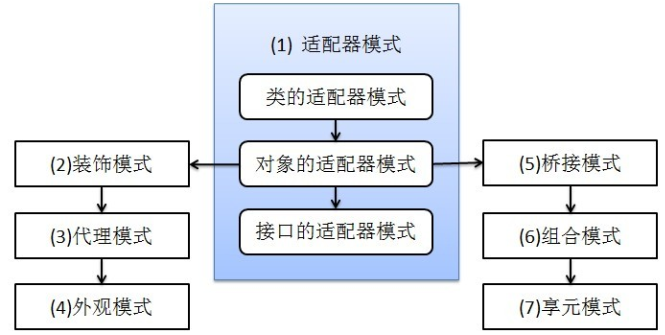 (1) 适配器模式
类的适配器模式
(2)装饰模式
对象的适配器模式
(5)桥接模式
(3)代理模式
接口的适配器模式
(6)组合模式
(4)外观模式
(7)享元模式